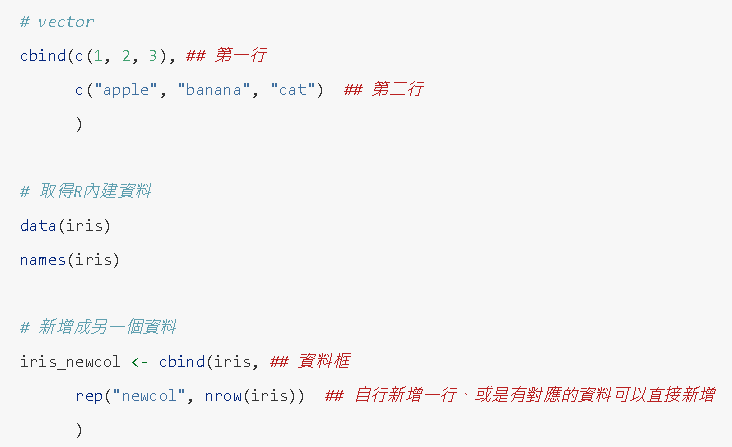 # vector
cbind(c(1, 2, 3), ## 第一行
c("apple", "banana", "cat")  ## 第二行
)
# 取得R內建資料
data(iris)
names(iris)
# 新增成另一個資料
iris_newcol <- cbind(iris, ## 資料框
rep("newcol", nrow(iris))  ## 自行新增一行、或是有對應的資料可以直接新增
)